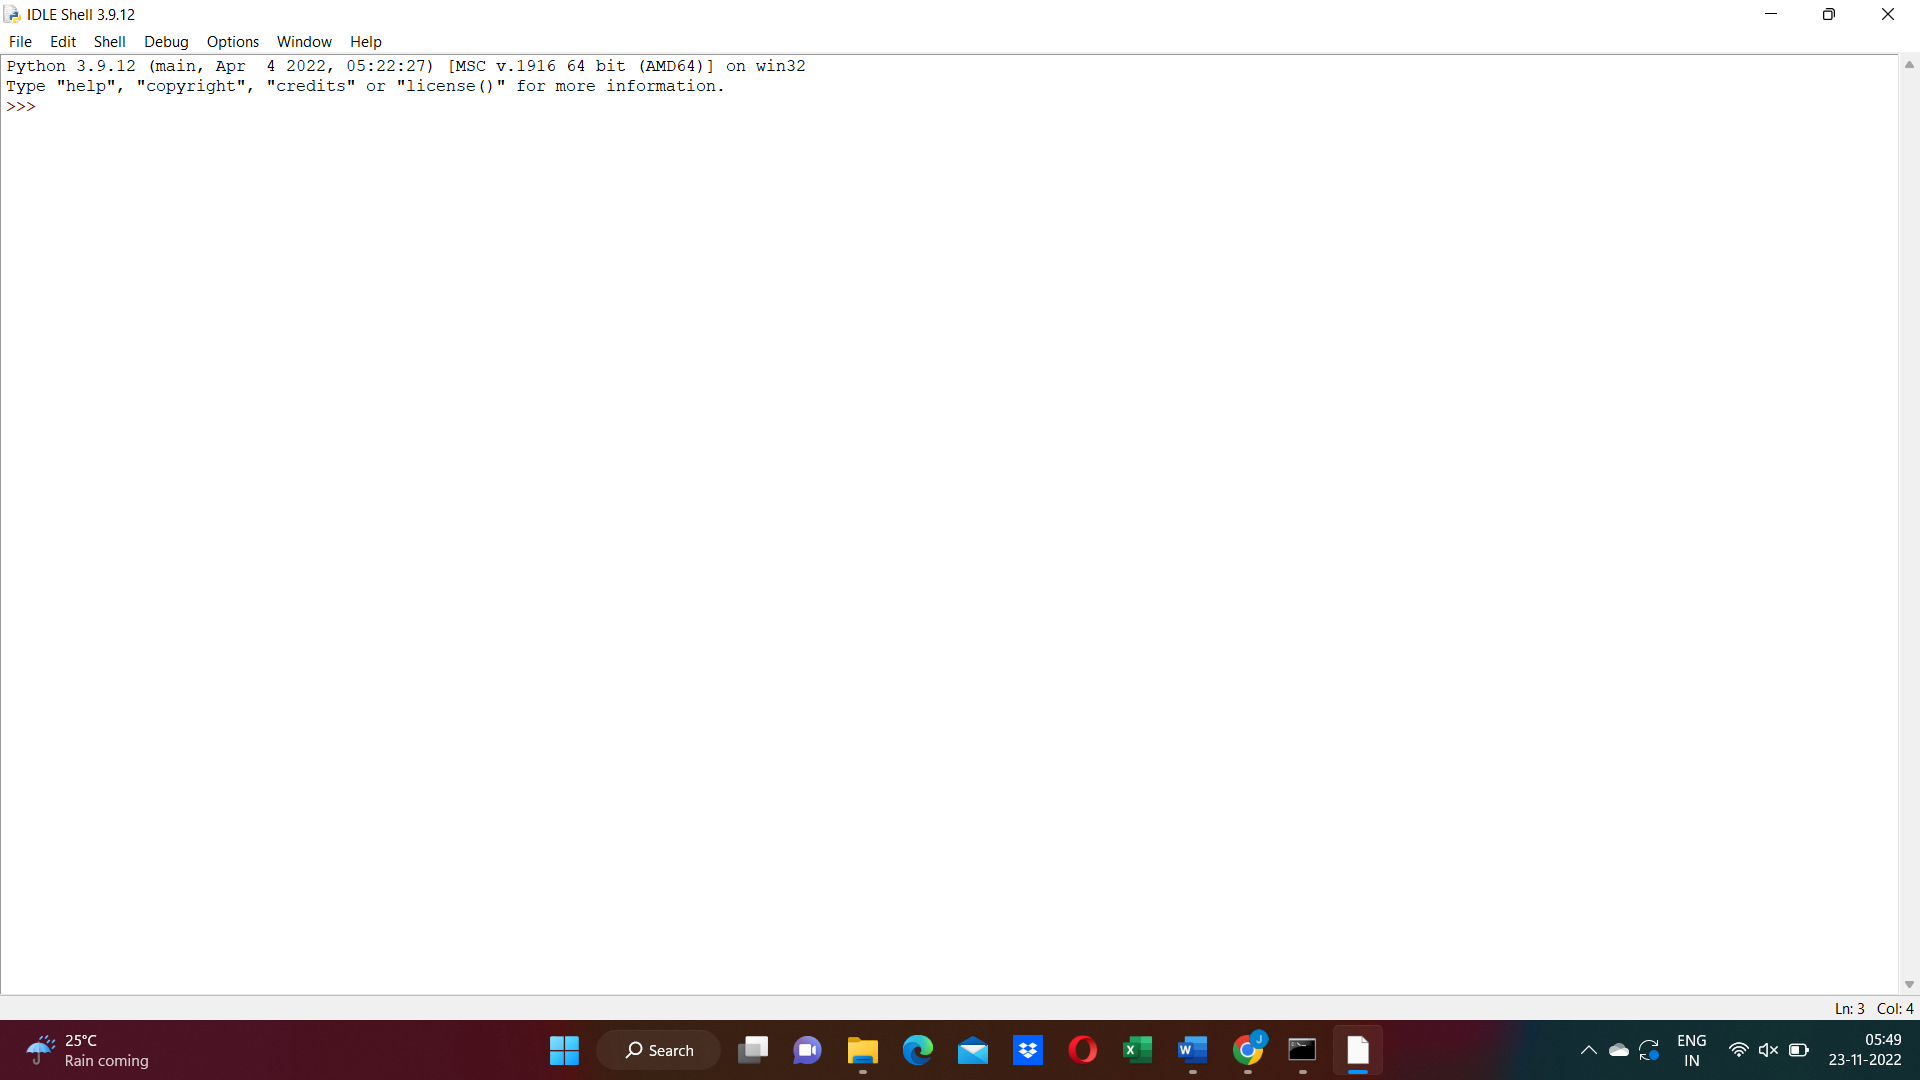 IDLE Shell 3.9.12
File Edit Shell Debug Options Window Help
Python 3.9.12 (main, Apr  4 2022, 05:22:27) [MSC v.1916 64 bit (AMD64)] on win32
Type "help", "copyright", "credits" or "license()" for more information.
>>>
Ln: 3 Col: 4
25°C
Rain coming
Search
J
ENG
IN
05:49
23-11-2022